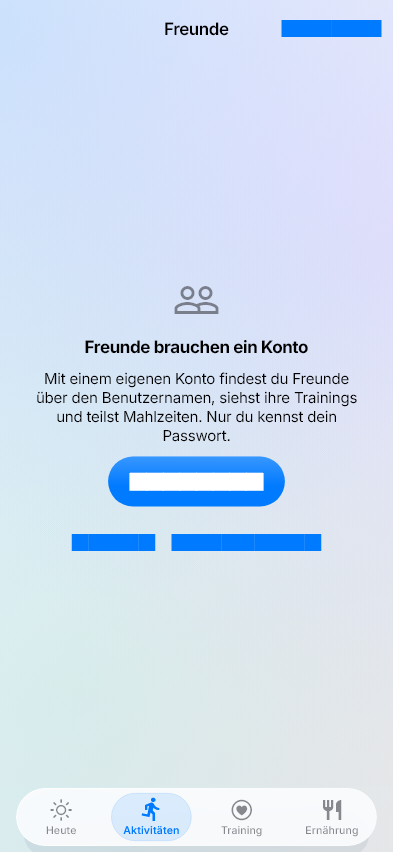 Freunde
Freunde brauchen ein Konto
Mit einem eigenen Konto findest du Freunde
über den Benutzernamen, siehst ihre Trainings
und teilst Mahlzeiten. Nur du kennst dein
Passwort.
Heute
Aktivitäten
Training
Ernährung